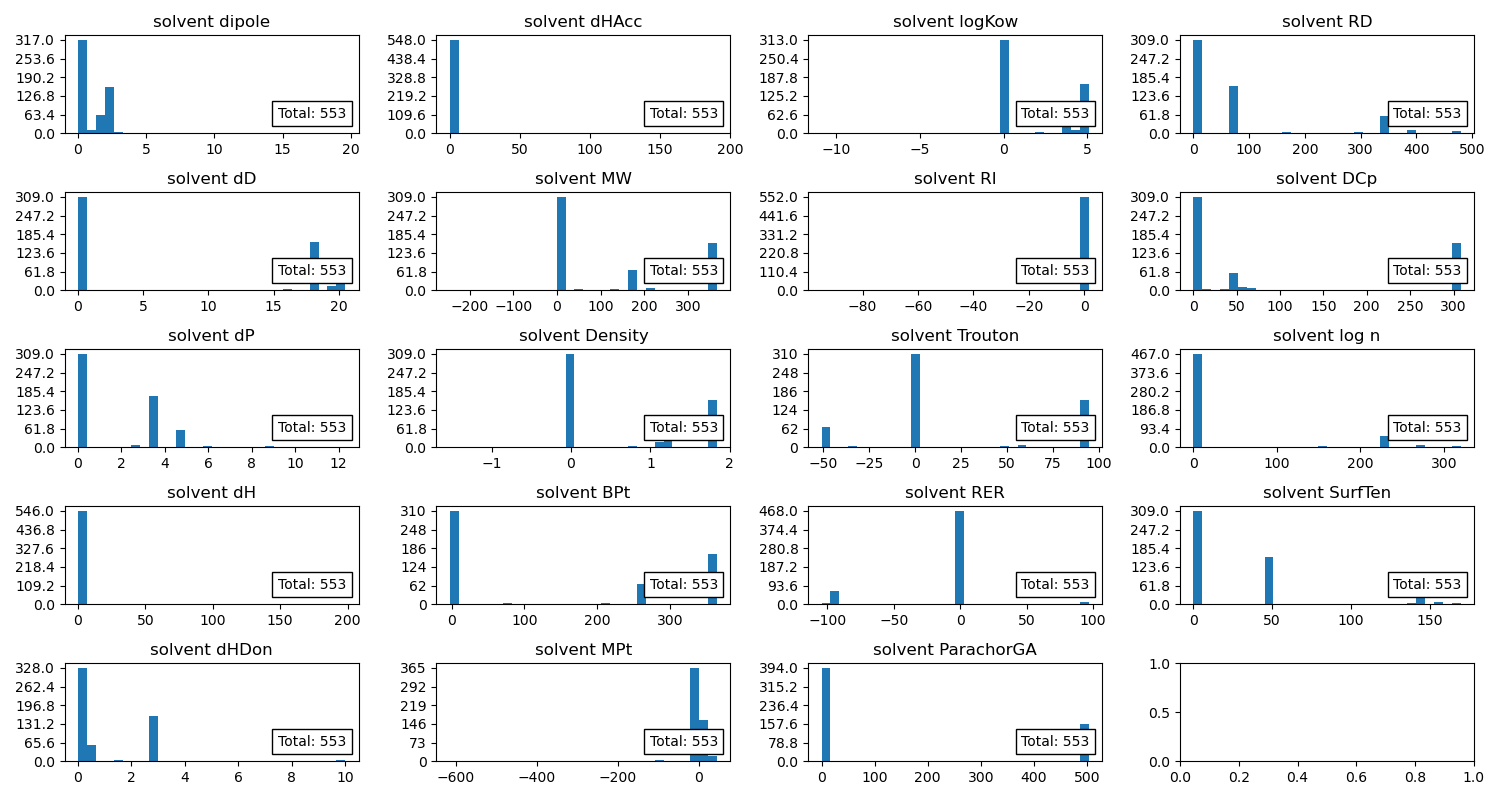 solvent dipole
317.0
253.6
190.2
126.8
63.4
0.0
Total: 553
0 5 10 15 20
solvent dHAcc
548.0
438.4
328.8
219.2
109.6
0.0
Total: 553
0 50 100 150 200
solvent logKow
313.0
250.4
187.8
125.2
62.6
0.0
Total: 553
−10 −5 0 5
solvent RD
309.0
247.2
185.4
123.6
61.8
0.0
Total: 553
0 100 200 300 400 500
solvent dD
309.0
247.2
185.4
123.6
61.8
0.0
Total: 553
0 5 10 15 20
solvent MW
309.0
247.2
185.4
123.6
61.8
0.0
Total: 553
−200 −100 0 100 200 300
solvent RI
552.0
441.6
331.2
220.8
110.4
0.0
Total: 553
−80 −60 −40 −20 0
solvent DCp
309.0
247.2
185.4
123.6
61.8
0.0
Total: 553
0 50 100 150 200 250 300
solvent dP
309.0
247.2
185.4
123.6
61.8
0.0
Total: 553
0 2 4 6 8 10 12
solvent Density
309.0
247.2
185.4
123.6
61.8
0.0
Total: 553
−1 0 1 2
solvent Trouton
310
248
186
124
62
0
Total: 553
−50 −25 0 25 50 75 100
solvent log n
467.0
373.6
280.2
186.8
93.4
0.0
Total: 553
0 100 200 300
solvent dH
546.0
436.8
327.6
218.4
109.2
0.0
Total: 553
0 50 100 150 200
solvent BPt
310
248
186
124
62
0
Total: 553
0 100 200 300
solvent RER
468.0
374.4
280.8
187.2
93.6
0.0
Total: 553
−100 −50 0 50 100
solvent SurfTen
309.0
247.2
185.4
123.6
61.8
0.0
Total: 553
0 50 100 150
solvent dHDon
328.0
262.4
196.8
131.2
65.6
0.0
Total: 553
0 2 4 6 8 10
solvent MPt
365
292
219
146
73
0
Total: 553
−600 −400 −200 0
solvent ParachorGA
394.0
315.2
236.4
157.6
78.8
0.0
Total: 553
0 100 200 300 400 500
1.0
0.5
0.0
0.0 0.2 0.4 0.6 0.8 1.0